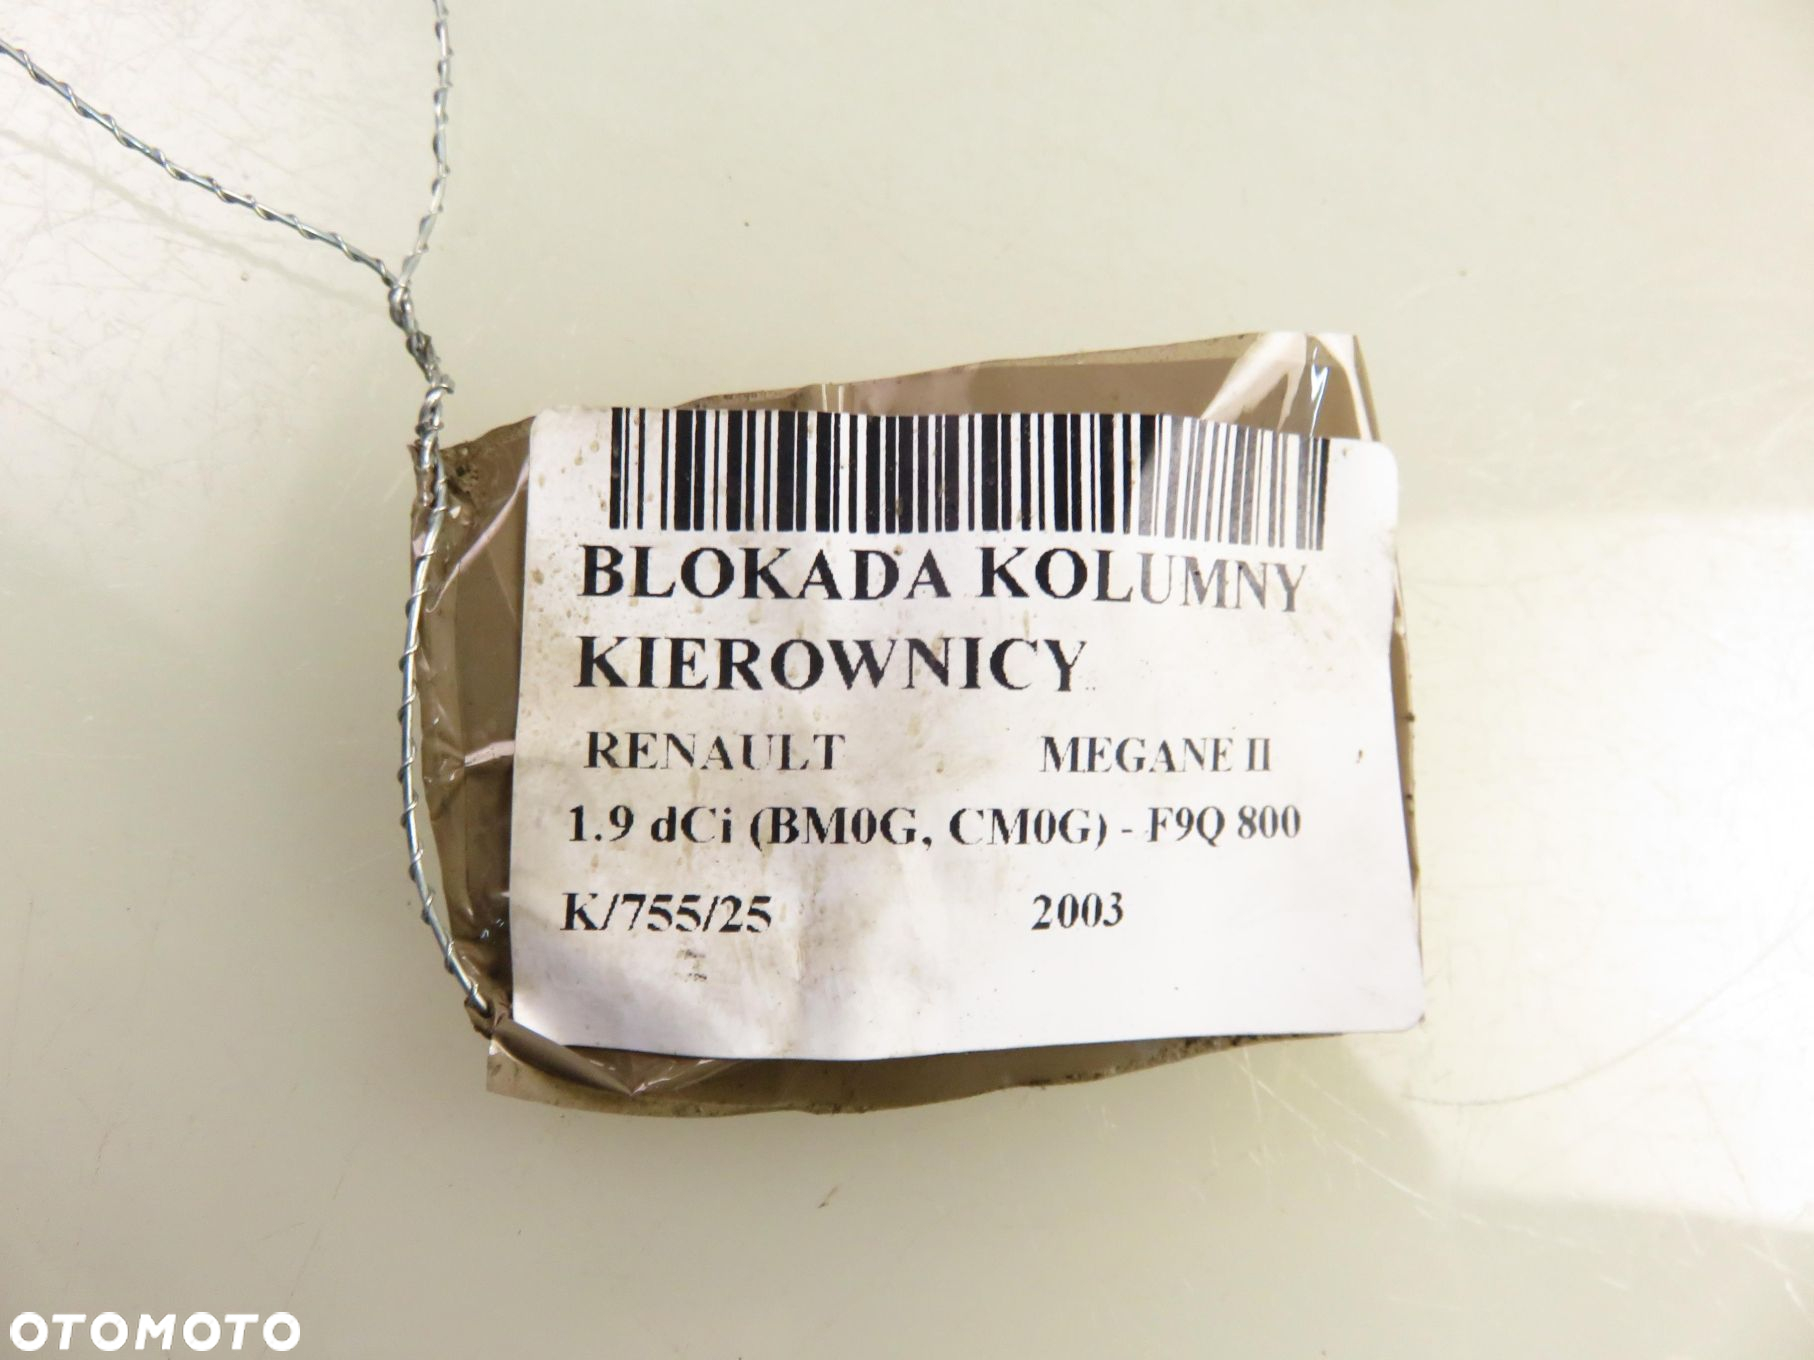 BLOKADA KOLUMNY
KIEROWNICY
RENAULT MEGANE II
1.9 dCi (BM0G, CM0G) - F9Q 800
K/755/25 2003
OTOMOTO